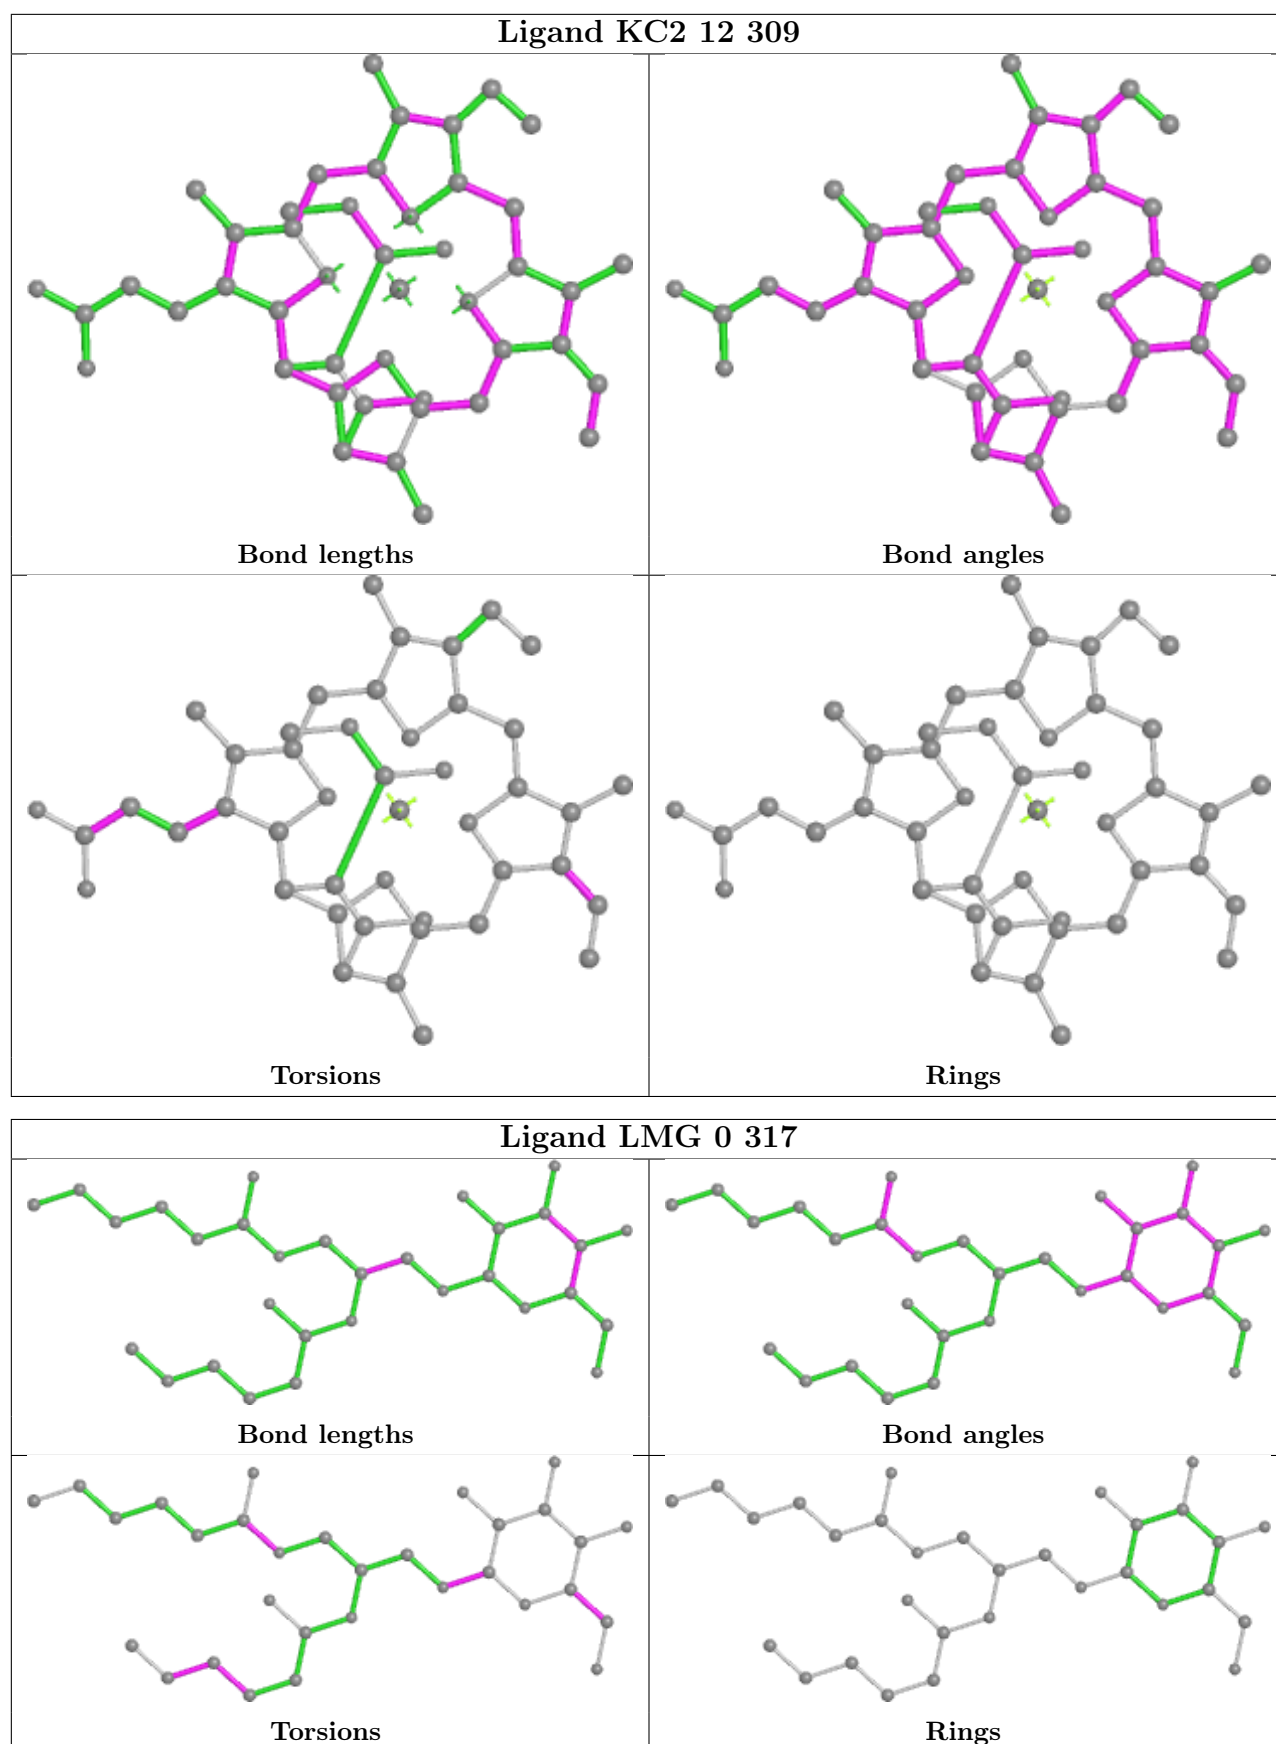 Ligand KC2 12 309
Bond lengths
Bond angles
Torsions
Rings
Ligand LMG 0 317
Bond lengths
Bond angles
Torsions
Rings